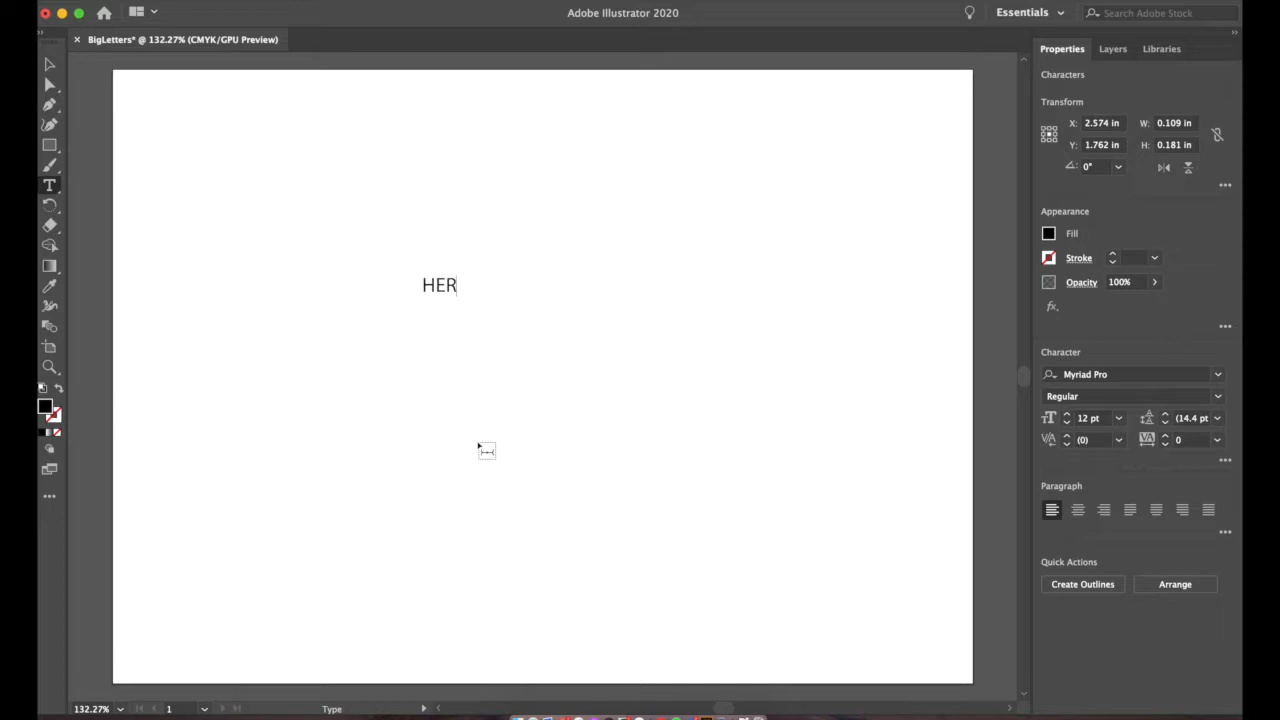 Adobe Illustrator 2020
Essentials
Search Adobe Stock
× BigLetters* @ 132.27% (CMYK/GPU Preview)
Properties Layers Libraries
Characters
Transform
X: 2.574 in W: 0.109 in
Y: 1.762 in H: 0.181 in
0°
Appearance
Fill
Stroke
Opacity 100%
fx.
HER
Character
Myriad Pro
Regular
12 pt (14.4 pt
(0) 0
Paragraph
Quick Actions
Create Outlines Arrange
132.27% 1 Type